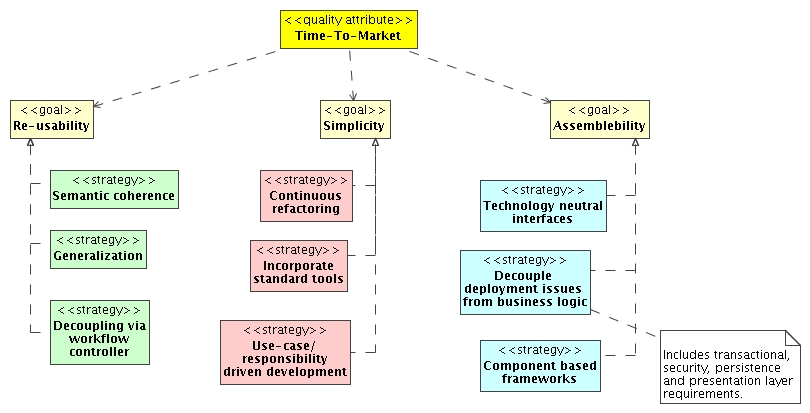 <<quality attribute>>
Time-To-Market
<<goal>>
Re-usability
<<goal>>
Simplicity
<<goal>>
Assemblebility
<<strategy>>
Semantic coherence
<<strategy>>
Generalization
<<strategy>>
Decoupling via
workflow
controller
<<strategy>>
Continuous
refactoring
<<strategy>>
Incorporate
standard tools
<<strategy>>
Use-case/
responsibility
driven development
<<strategy>>
Technology neutral
interfaces
<<strategy>>
Decouple
deployment issues
from business logic
<<strategy>>
Component based
frameworks
Includes transactional,
security, persistence
and presentation layer
requirements.